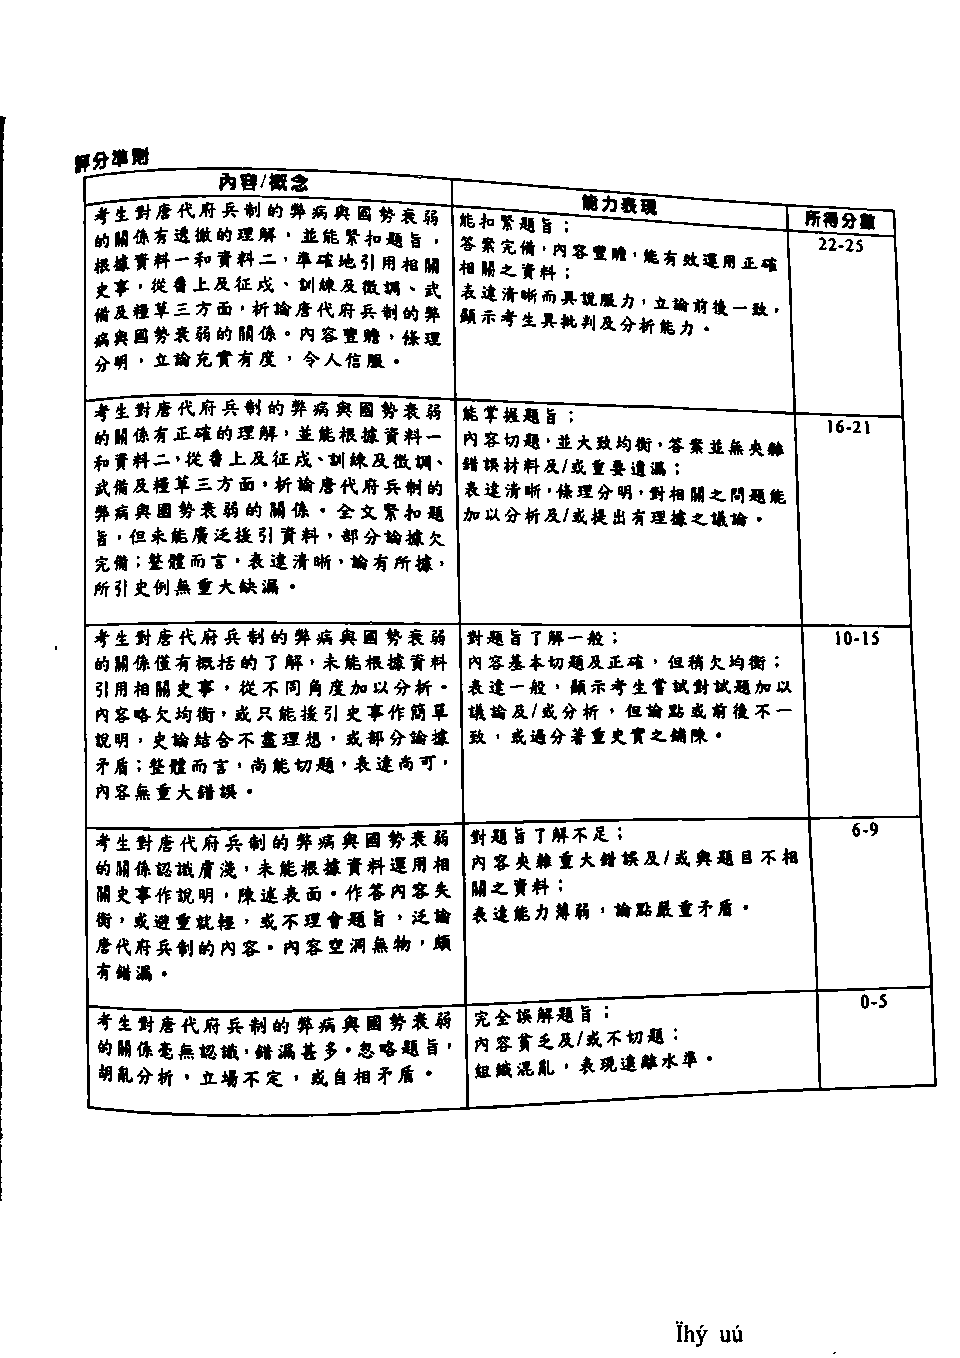 評分準則
內容/概念
能力表現
所得分數
考生對唐代府兵制的弊病與國勢衰弱
的關係有透徹的理解，並能緊扣題旨，
根據資料一和資料二，準確地引用相關
史事，從番上及征戍、訓練及徵調、武
備及糧草三方面，析論唐代府兵制的弊
病與國勢衰弱的關係。內容豐贍，條理
分明，立論充實有度，令人信服。
能扣緊題旨；
答案完備，內容豐贍，能有效運用正確
相關之資料；
表達清晰而具說服力，立論前後一致，
顯示考生具批判及分析能力。
22-25
考生對唐代府兵制的弊病與國勢衰弱
的關係有正確的理解，並能根據資料一
和資料二，從番上及征戍、訓練及徵調、
武備及糧草三方面，析論唐代府兵制的
弊病與國勢衰弱的關係。全文緊扣題
旨，但未能廣泛援引資料，部分論據欠
完備；整體而言，表達清晰，論有所據，
所引史例無重大缺漏。
能掌握題旨；
內容切題，並大致均衡，答案並無夾雜
錯誤材料及/或重要遺漏；
表達清晰，條理分明，對相關之問題能
加以分析及/或提出有理據之議論。
16-21
考生對唐代府兵制的弊病與國勢衰弱
的關係僅有概括的了解，未能根據資料
引用相關史事，從不同角度加以分析。
內容略欠均衡，或只能援引史事作簡單
說明，史論結合不盡理想，或部分論據
矛盾；整體而言，尚能切題，表達尚可，
內容無重大錯誤。
對題旨了解一般；
內容基本切題及正確，但稍欠均衡；
表達一般，顯示考生嘗試對試題加以
議論及/或分析，但論點或前後不一
致，或過分著重史實之鋪陳。
10-15
考生對唐代府兵制的弊病與國勢衰弱
的關係認識膚淺，未能根據資料運用相
關史事作說明，陳述表面。作答內容失
衡，或避重就輕，或不理會題旨，泛論
唐代府兵制的內容。內容空洞無物，頗
有錯漏。
對題旨了解不足；
內容夾雜重大錯誤及/或與題目不相
關之資料；
表達能力薄弱，論點嚴重矛盾。
6-9
考生對唐代府兵制的弊病與國勢衰弱
的關係毫無認識，錯漏甚多。忽略題旨，
胡亂分析，立場不定，或自相矛盾。
完全誤解題旨；
內容貧乏及/或不切題；
組織混亂，表現遠離水準。
0-5
Ïhý uú